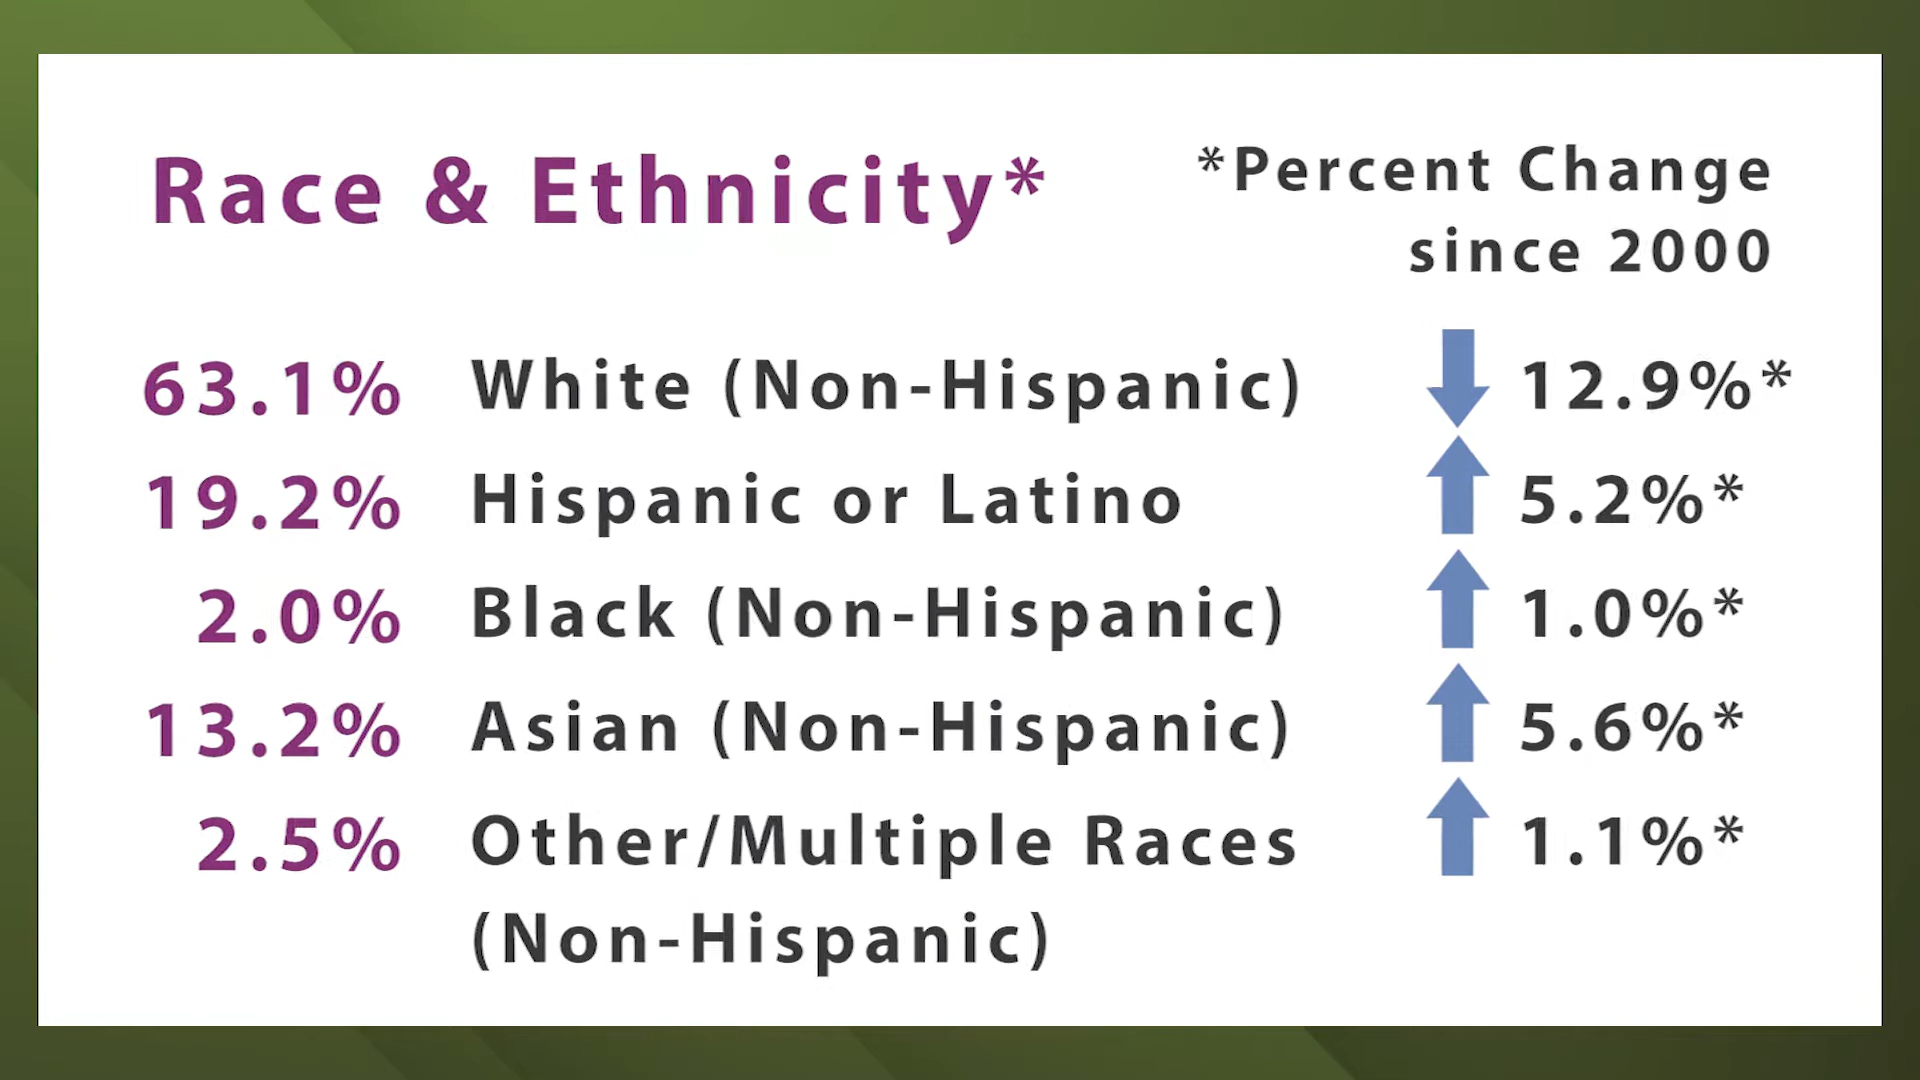 Race & Ethnicity*
*Percent Change
since 2000
63.1% White (Non-Hispanic) 12.9%*
19.2% Hispanic or Latino 5.2%*
2.0% Black (Non-Hispanic) 1.0%*
13.2% Asian (Non-Hispanic) 5.6%*
2.5% Other/Multiple Races 1.1%*
(Non-Hispanic)